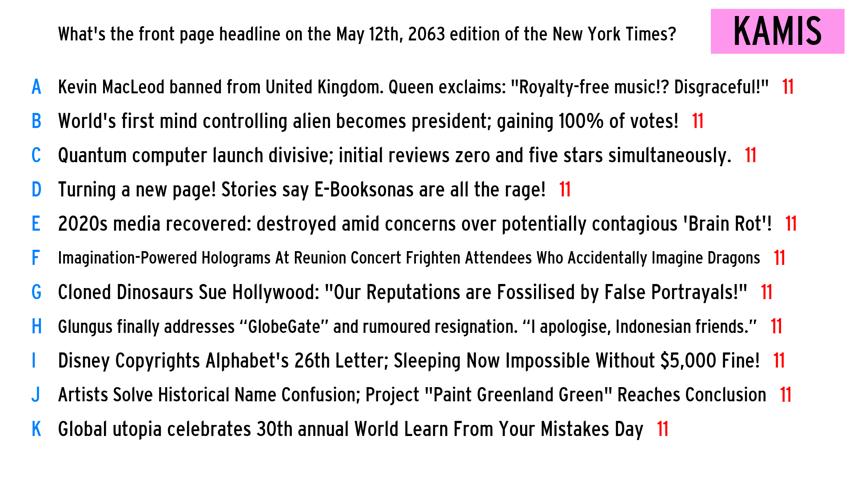 What's the front page headline on the May 12th, 2063 edition of the New York Times?
KAMIS
A Kevin MacLeod banned from United Kingdom. Queen exclaims: "Royalty-free music!? Disgraceful!" 11
B World's first mind controlling alien becomes president; gaining 100% of votes! 11
C Quantum computer launch divisive; initial reviews zero and five stars simultaneously. 11
D Turning a new page! Stories say E-Booksonas are all the rage! 11
E 2020s media recovered: destroyed amid concerns over potentially contagious 'Brain Rot'! 11
F Imagination-Powered Holograms At Reunion Concert Frighten Attendees Who Accidentally Imagine Dragons 11
G Cloned Dinosaurs Sue Hollywood: "Our Reputations are Fossilised by False Portrayals!" 11
H Glungus finally addresses “GlobeGate” and rumoured resignation. “I apologise, Indonesian friends.” 11
I Disney Copyrights Alphabet's 26th Letter; Sleeping Now Impossible Without $5,000 Fine! 11
J Artists Solve Historical Name Confusion; Project "Paint Greenland Green" Reaches Conclusion 11
K Global utopia celebrates 30th annual World Learn From Your Mistakes Day 11